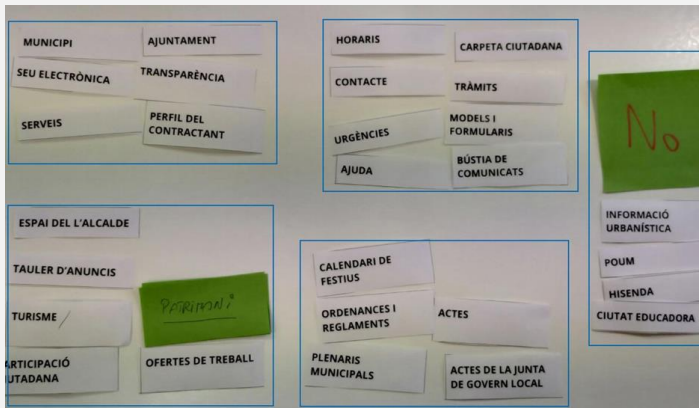 MUNICIPI
AJUNTAMENT
SEU ELECTRÒNICA
TRANSPARÈNCIA
SERVEIS
PERFIL DEL
CONTRACTANT
HORARIS
CARPETA CIUTADANA
CONTACTE
TRÀMITS
URGÈNCIES
MODELS I
FORMULARIS
AJUDA
BÚSTIA DE
COMUNICATS
No
INFORMACIÓ
URBANÍSTICA
POUM
HISENDA
CIUTAT EDUCADORA
ESPAI DEL L'ALCALDE
TAULER D'ANUNCIS
TURISME /
PATRIMONi
ARTICIPACIÓ
UTADANA
OFERTES DE TREBALL
CALENDARI DE
FESTIUS
ORDENANCES I
REGLAMENTS
ACTES
PLENARIS
MUNICIPALS
ACTES DE LA JUNTA
DE GOVERN LOCAL